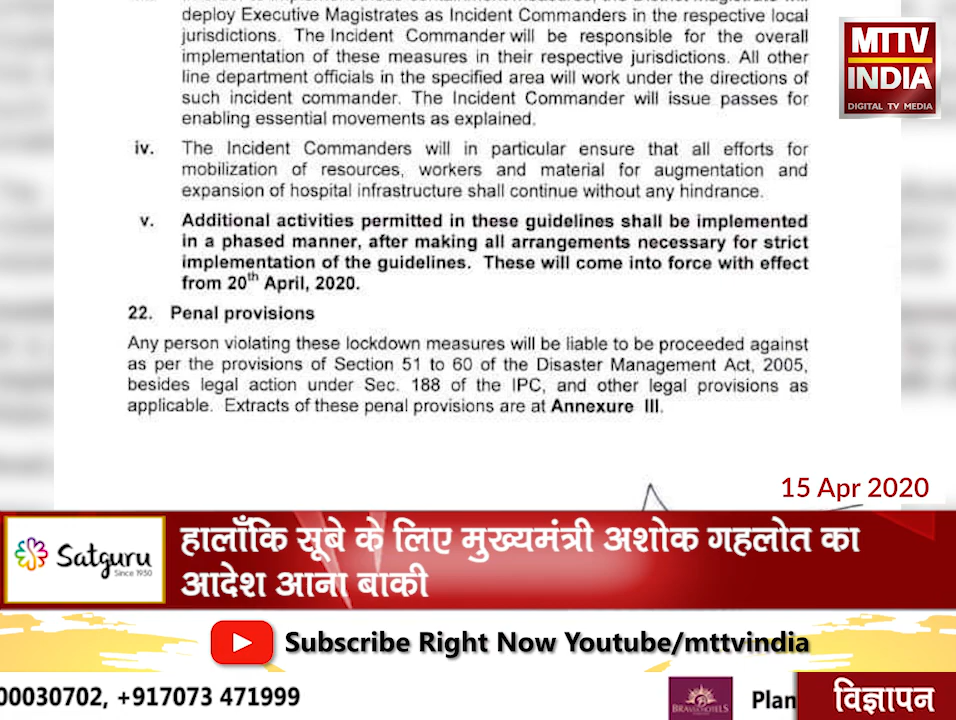 deploy Executive Magistrates as Incident Commanders in the respective local
jurisdictions. The Incident Commander will be responsible for the overall
implementation of these measures in their respective jurisdictions. All other
line department officials in the specified area will work under the directions of
such incident commander. The Incident Commander will issue passes for
enabling essential movements as explained.
iv. The Incident Commanders will in particular ensure that all efforts for
mobilization of resources, workers and material for augmentation and
expansion of hospital infrastructure shall continue without any hindrance.
v. Additional activities permitted in these guidelines shall be implemented
in a phased manner, after making all arrangements necessary for strict
implementation of the guidelines. These will come into force with effect
from 20th April, 2020.
22. Penal provisions
Any person violating these lockdown measures will be liable to be proceeded against
as per the provisions of Section 51 to 60 of the Disaster Management Act, 2005,
besides legal action under Sec. 188 of the IPC, and other legal provisions as
applicable. Extracts of these penal provisions are at Annexure III.
MTTV
INDIA
DIGITAL TV MEDIA
15 Apr 2020
Satguru
Since 1950
हालाँकि सूबे के लिए मुख्यमंत्री अशोक गहलोत का
आदेश आना बाकी
Subscribe Right Now Youtube/mttvindia
00030702, +917073 471999
BRAVIA HOTELS
Plan
विज्ञापन